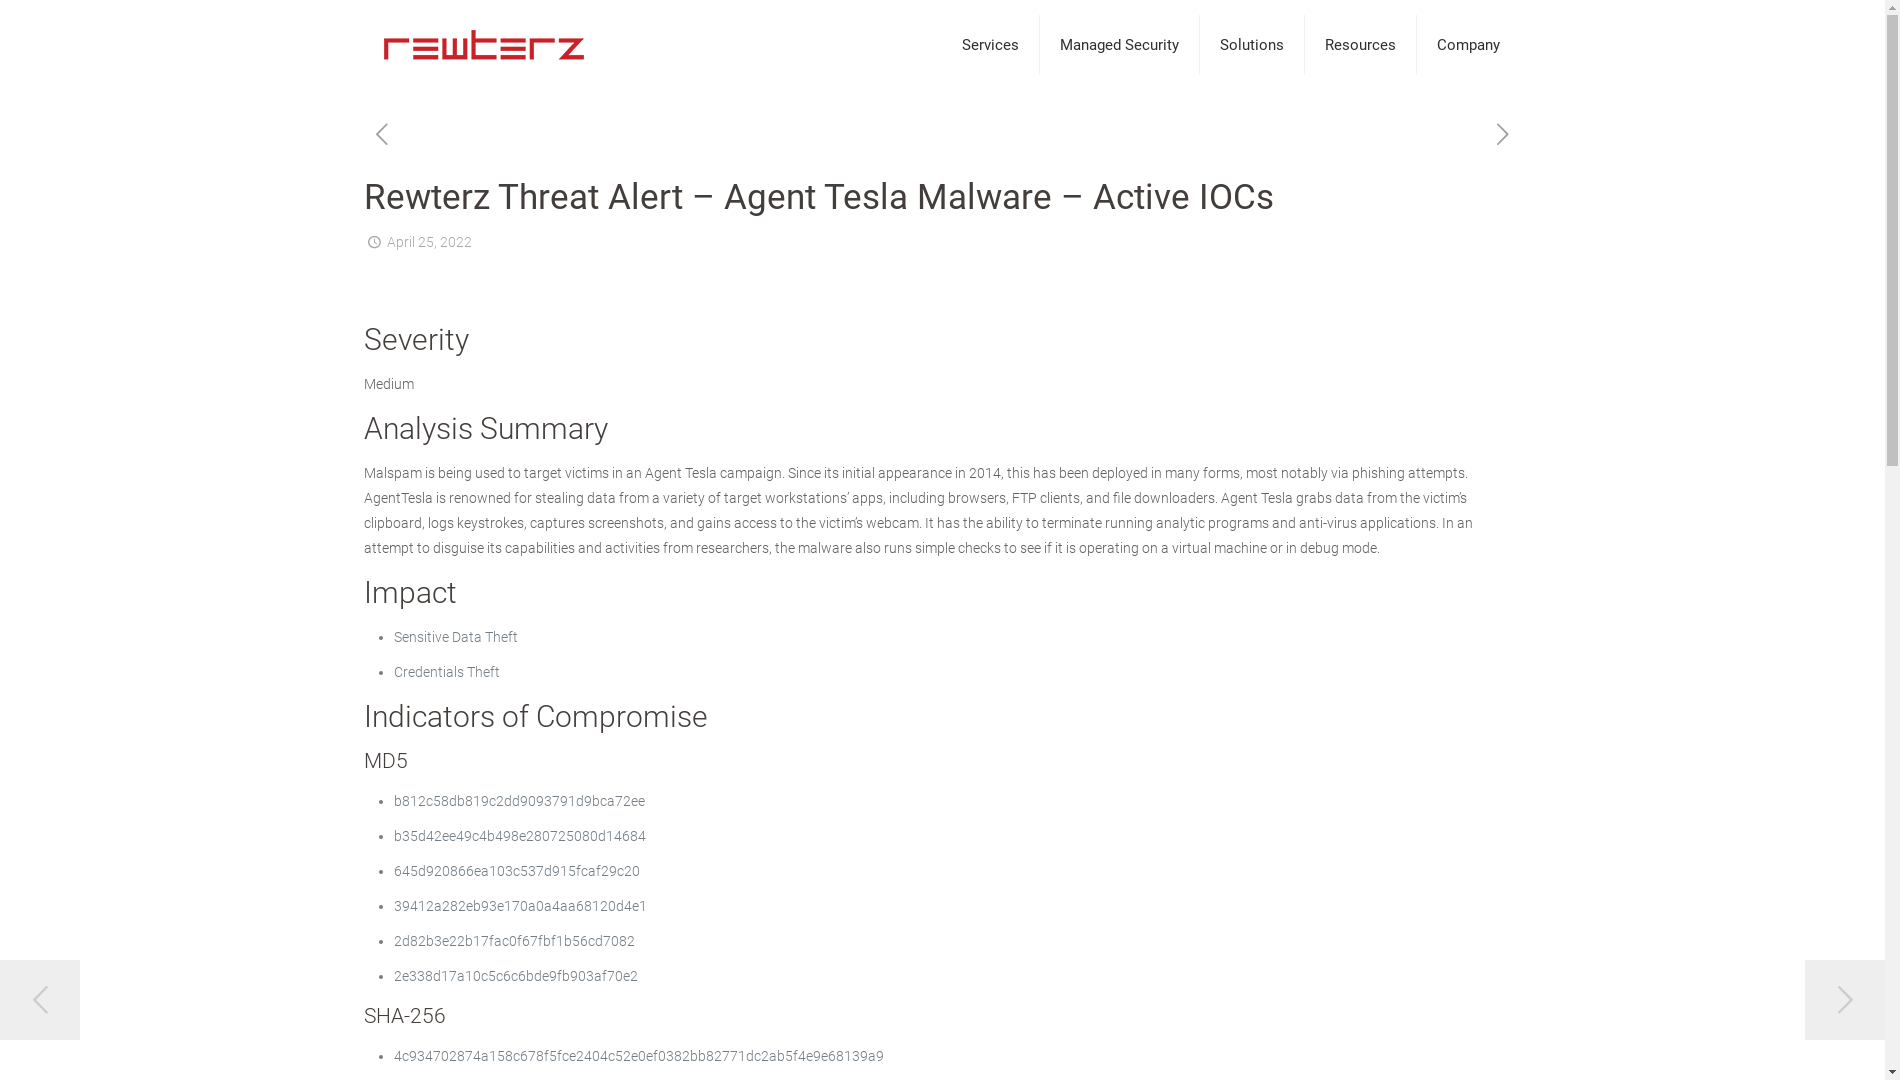 rewterz
Services
Managed Security
Solutions
Resources
Company
Rewterz Threat Alert – Agent Tesla Malware – Active IOCs
April 25, 2022
Severity
Medium
Analysis Summary
Malspam is being used to target victims in an Agent Tesla campaign. Since its initial appearance in 2014, this has been deployed in many forms, most notably via phishing attempts.
AgentTesla is renowned for stealing data from a variety of target workstations’ apps, including browsers, FTP clients, and file downloaders. Agent Tesla grabs data from the victim’s
clipboard, logs keystrokes, captures screenshots, and gains access to the victim’s webcam. It has the ability to terminate running analytic programs and anti-virus applications. In an
attempt to disguise its capabilities and activities from researchers, the malware also runs simple checks to see if it is operating on a virtual machine or in debug mode.
Impact
• Sensitive Data Theft
• Credentials Theft
Indicators of Compromise
MD5
• b812c58db819c2dd9093791d9bca72ee
• b35d42ee49c4b498e280725080d14684
• 645d920866ea103c537d915fcaf29c20
• 39412a282eb93e170a0a4aa68120d4e1
• 2d82b3e22b17fac0f67fbf1b56cd7082
• 2e338d17a10c5c6c6bde9fb903af70e2
SHA-256
• 4c934702874a158c678f5fce2404c52e0ef0382bb82771dc2ab5f4e9e68139a9